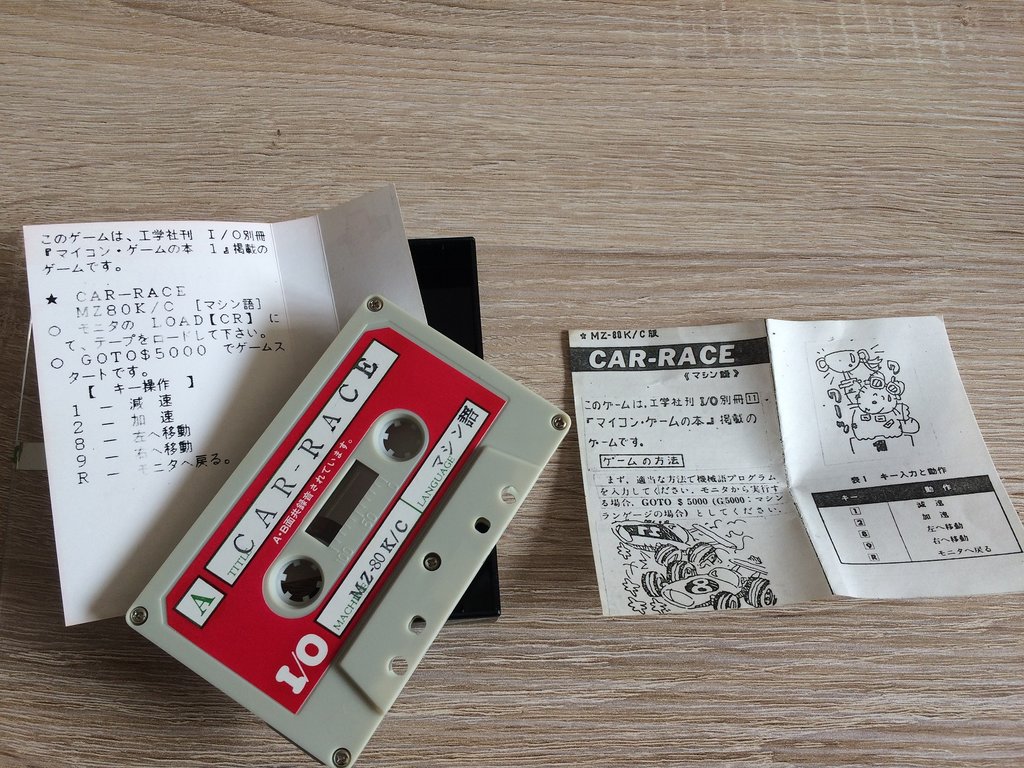 このゲームは、工学社刊 I/O別冊
『マイコン・ゲームの本 1』掲載の
ゲームです。
★ CAR-RACE
MZ80K/C [マシン語]
○ モニタの LOAD【CR】に
て、テープをロードして下さい。
○ GOTO$5000 でゲームス
タートです。
【 キー操作 】
1 ー 減 速
2 ー 加 速
8 ー 左へ移動
9 ー 右へ移動
R ー モニタへ戻る。
A
TITLE
CAR-RACE
A・B面共録音されています。
I/O
MACHINE
MZ-80K/C
LANGUAGE
マシン語
☆ MZ-80K/C版
CAR-RACE
《マシン語》
このゲームは、工学社刊 I/O別冊11・
『マイコン・ゲームの本』掲載の
ゲームです。
ゲームの方法
まず、適当な方法で機械語プログラム
を入力してください。モニタから実行す
る場合、GOTO $5000 (G5000:マシン
ランゲージの場合)としてください。
表1 キー入力と動作
キー 動 作
1 減 速
2 加 速
8 左へ移動
9 右へ移動
R モニタへ戻る